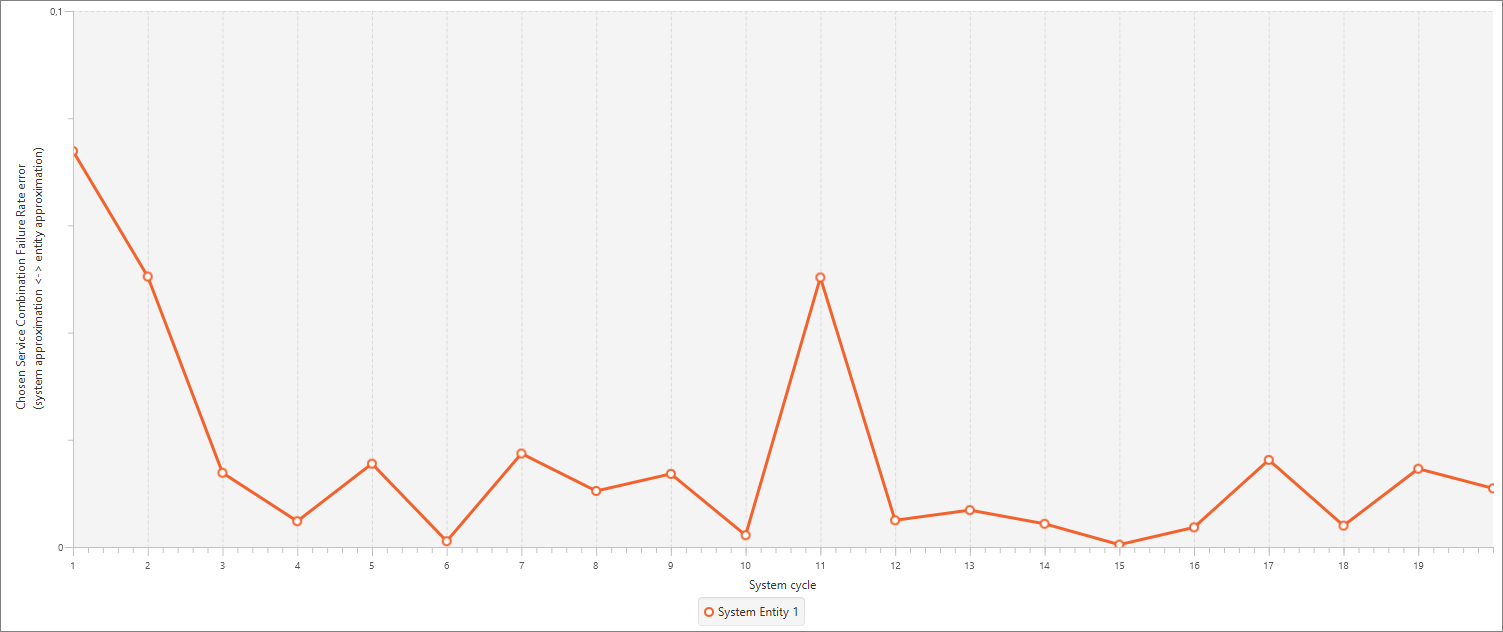 0,1
Chosen Service Combination Failure Rate error
(system approximation <-> entity approximation)
0
1 2 3 4 5 6 7 8 9 10 11 12 13 14 15 16 17 18 19
System cycle
System Entity 1